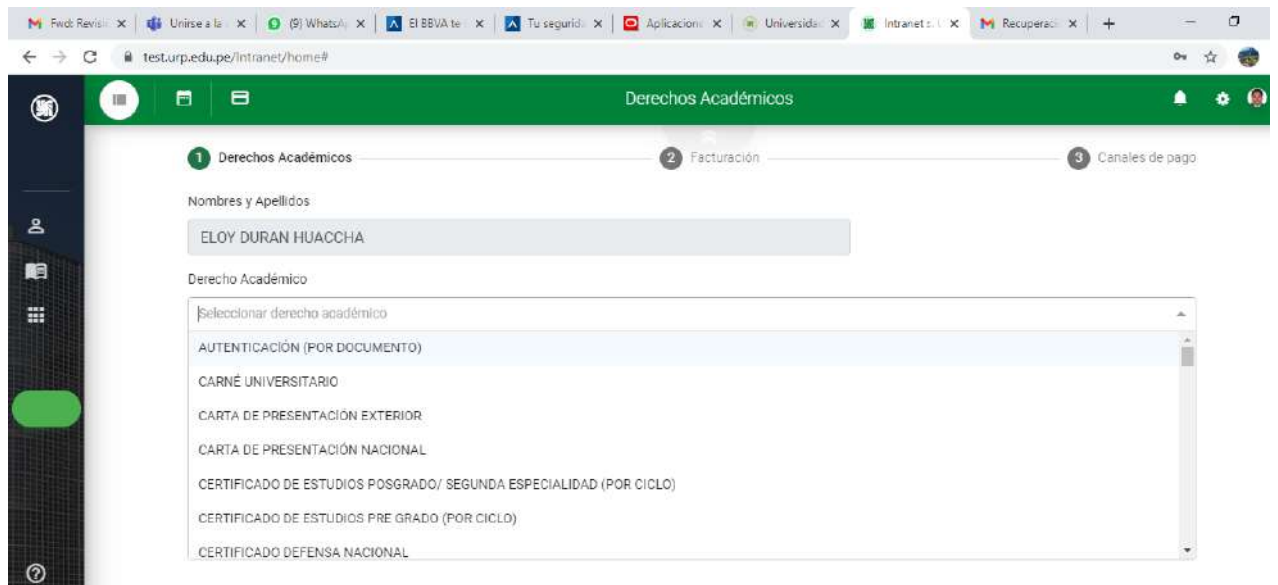 Fwd: Revisi
Unirse a la
(9) WhatsA
El BBVA te
Tu segurid
Aplicacion
Universida
Intranet :: U
Recuperaci
test.urp.edu.pe/Intranet/home#
Derechos Académicos
1 Derechos Académicos
2 Facturación
3 Canales de pago
Nombres y Apellidos
ELOY DURAN HUACCHA
Derecho Académico
Seleccionar derecho académico
AUTENTICACIÓN (POR DOCUMENTO)
CARNÉ UNIVERSITARIO
CARTA DE PRESENTACIÓN EXTERIOR
CARTA DE PRESENTACIÓN NACIONAL
CERTIFICADO DE ESTUDIOS POSGRADO/ SEGUNDA ESPECIALIDAD (POR CICLO)
CERTIFICADO DE ESTUDIOS PRE GRADO (POR CICLO)
CERTIFICADO DEFENSA NACIONAL